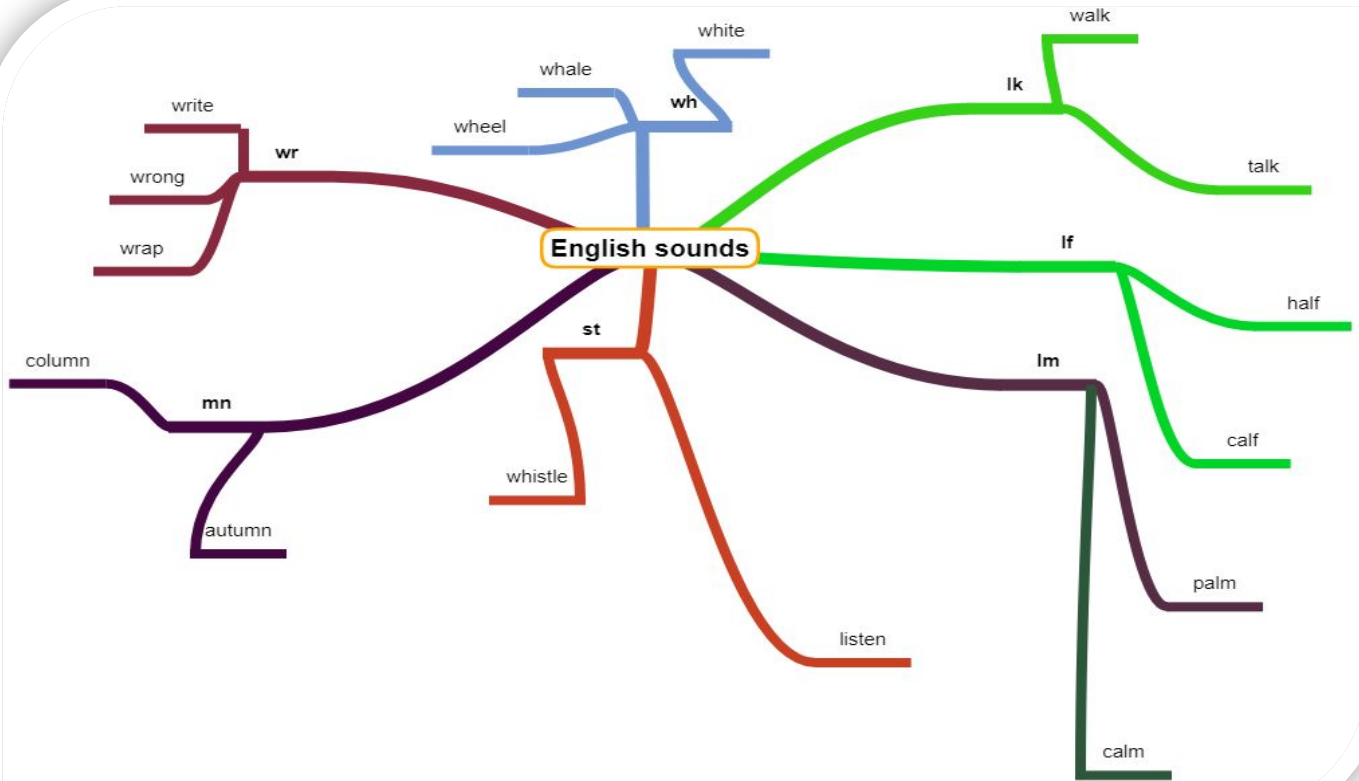 walk
white
whale
lk
wh
write
wheel
wr
talk
wrong
wrap
English sounds
lf
half
st
column
lm
mn
calf
whistle
autumn
palm
listen
calm